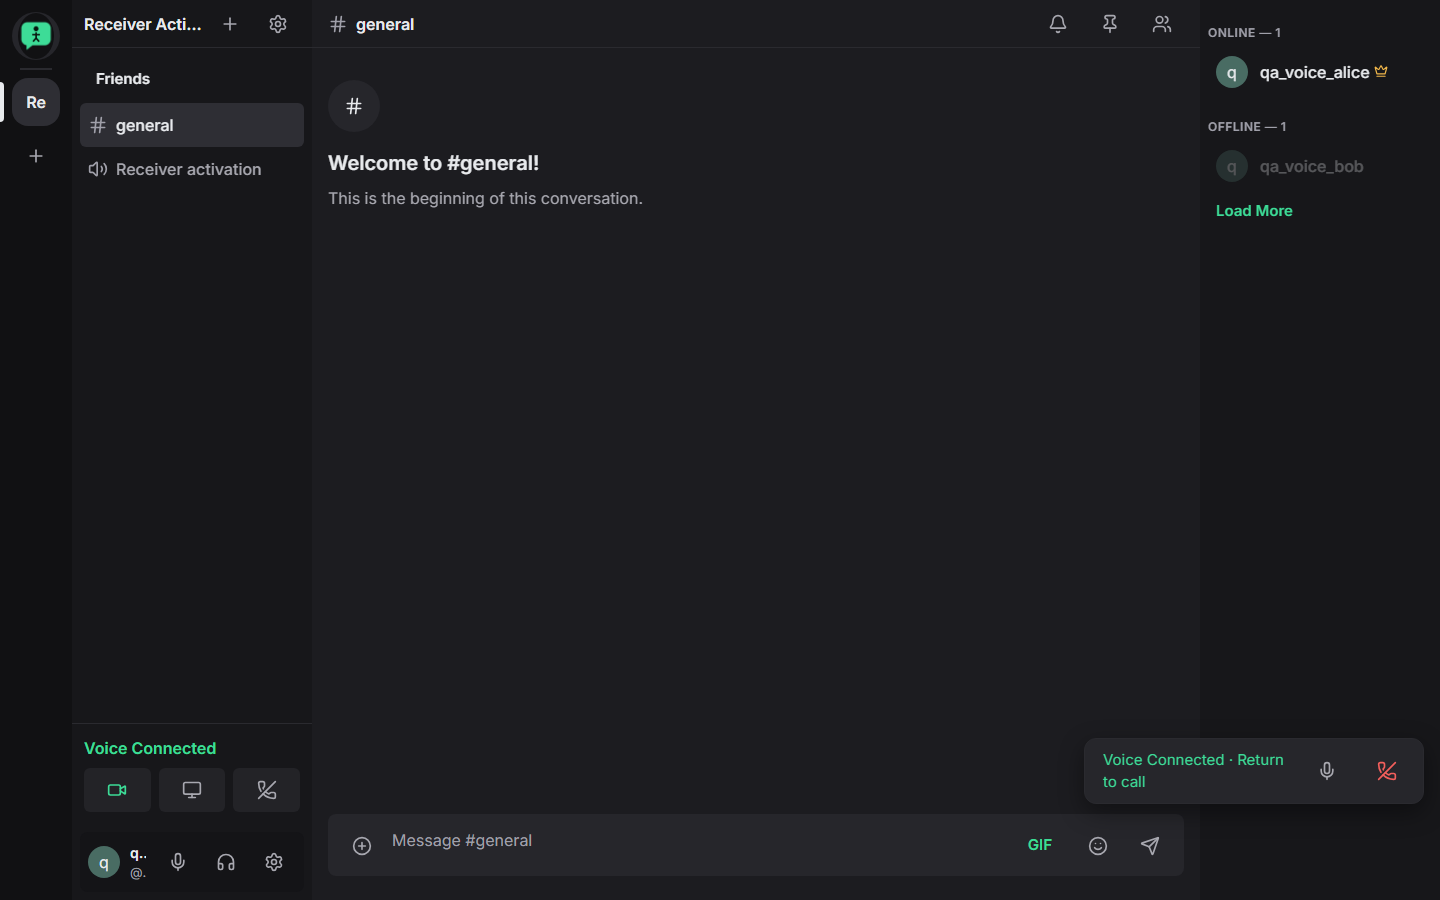 Receiver Acti...
Re
Friends
general
Receiver activation
Voice Connected
q
q..
@.
general
Welcome to #general!
This is the beginning of this conversation.
Message #general
GIF
ONLINE — 1
q
qa_voice_alice
OFFLINE — 1
q
qa_voice_bob
Load More
Voice Connected · Return
to call